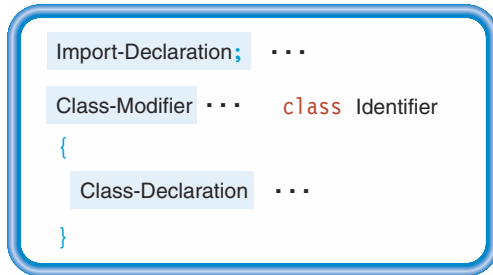 Import-Declaration; ...
Class-Modifier ... class Identifier
{
Class-Declaration ...
}